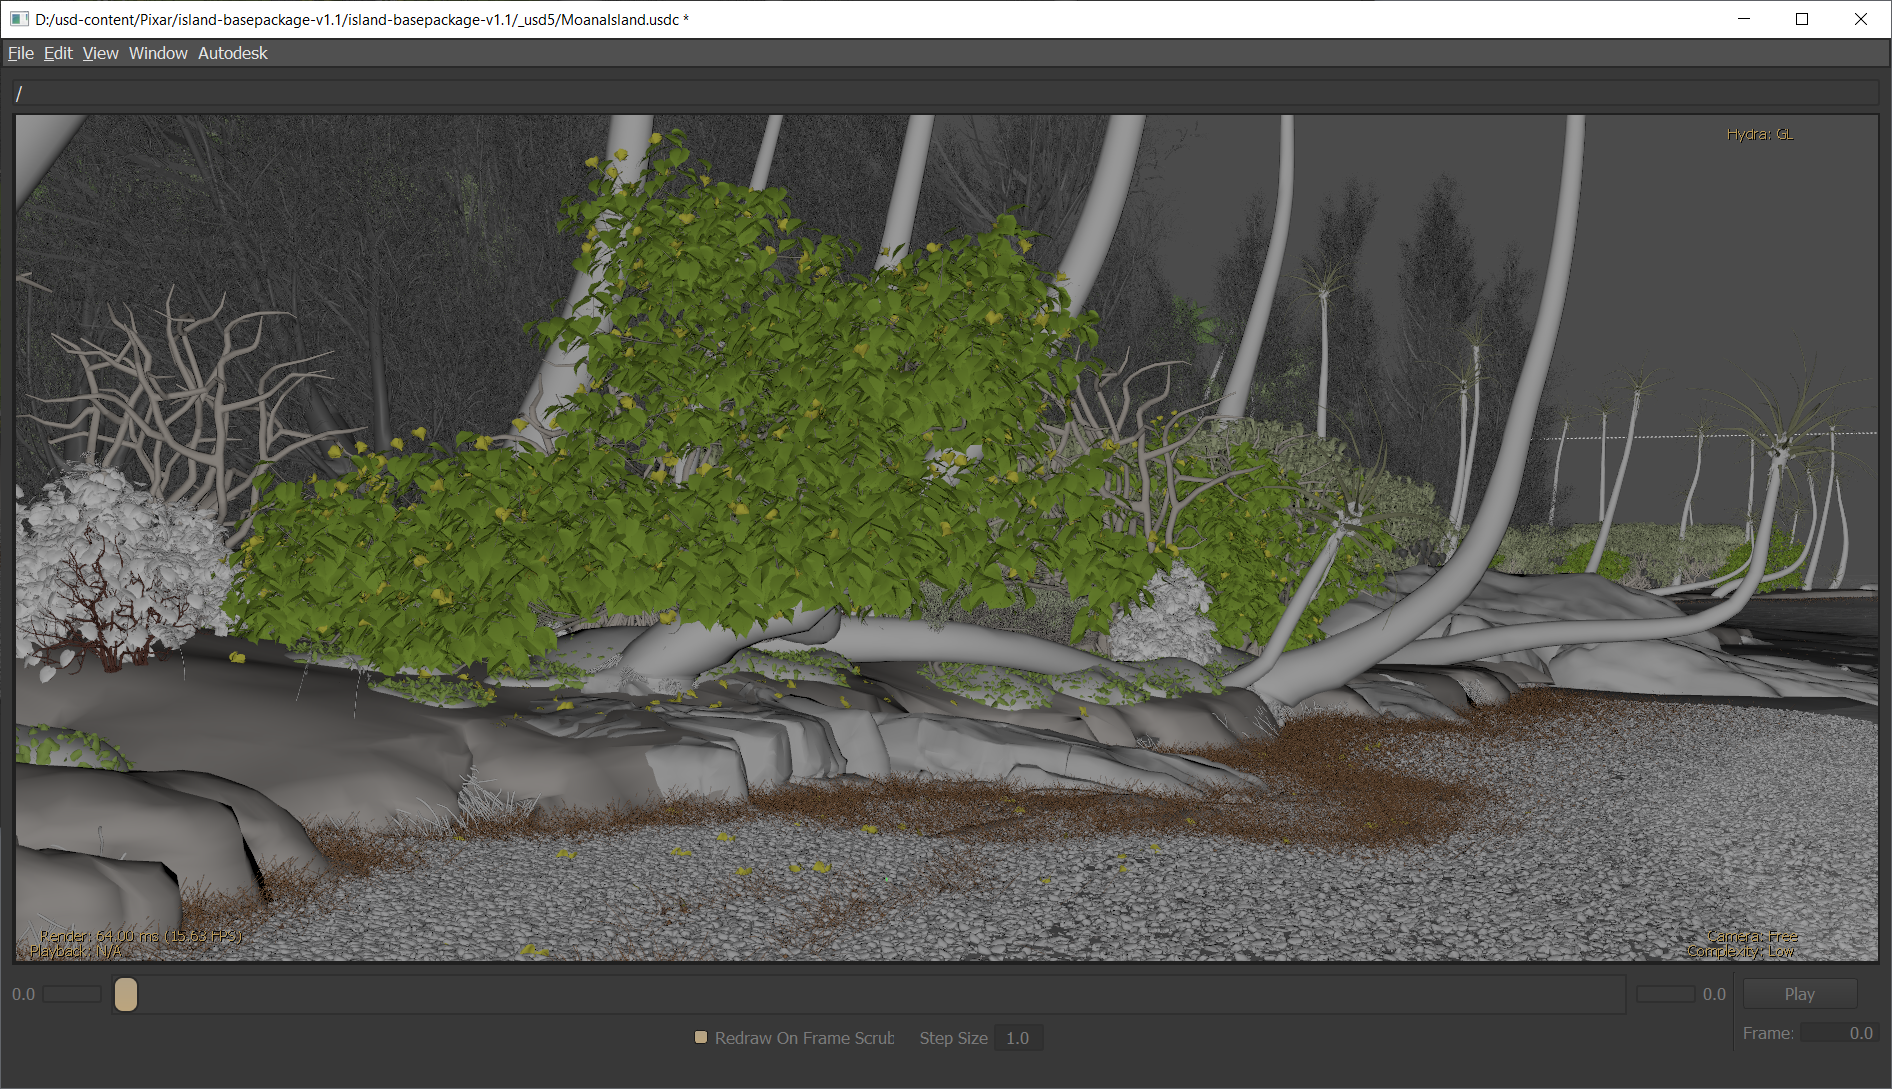 D:/usd-content/Pixar/island-basepackage-v1.1/island-basepackage-v1.1/_usd5/MoanaIsland.usdc *
File Edit View Window Autodesk
/
Hydra: GL
Render: 64.00 ms (15.63 FPS)
Playback: N/A
Camera: Free
Complexity: Low
0.0
0.0
Play
Redraw On Frame Scrub
Step Size 1.0
Frame: 0.0